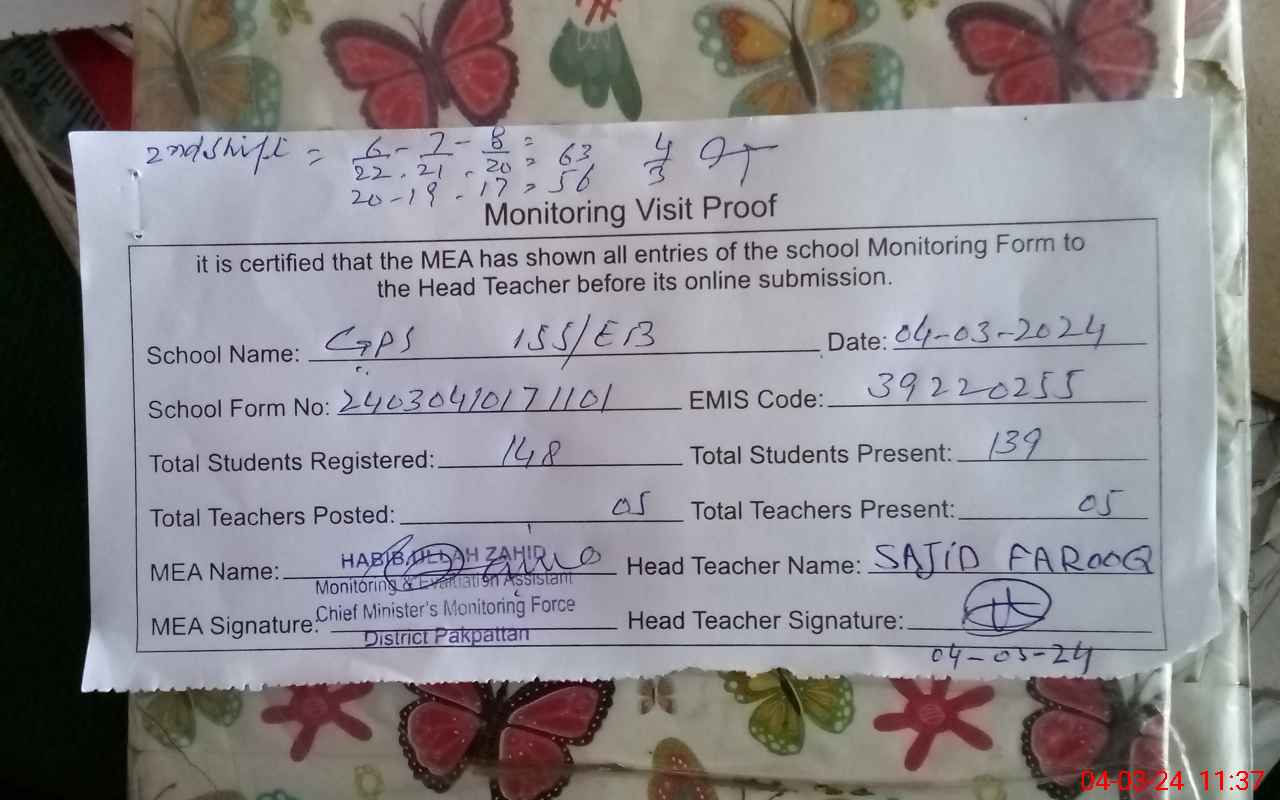 2nd shift = 6/22 - 7/21 - 8/20 = 63 4/3
20 - 19 - 17 = 56
Monitoring Visit Proof
it is certified that the MEA has shown all entries of the school Monitoring Form to
the Head Teacher before its online submission.
School Name: GPS 155/EB Date: 04-03-2024
School Form No: 24030410171101 EMIS Code: 39220255
Total Students Registered: 148 Total Students Present: 139
Total Teachers Posted: 05 Total Teachers Present: 05
MEA Name: HABIB ULLAH ZAHID Head Teacher Name: SAJID FAROOQ
Monitoring & Evaluation Assistant
Chief Minister's Monitoring Force
MEA Signature: Head Teacher Signature:
District Pakpattan
04-03-24
04-03-24 11:37